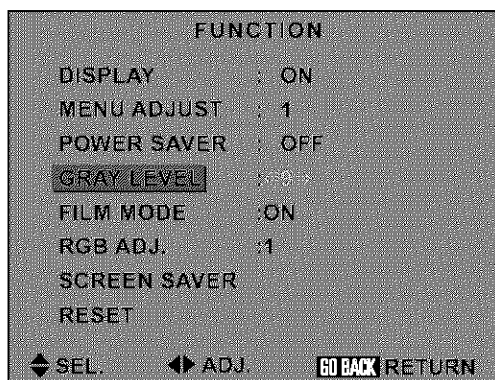 FUNCTION
DISPLAY : ON
MENU ADJUST : 1
POWER SAVER : OFF
GRAY LEVEL :
FILM MODE :ON
RGB ADJ. :1
SCREEN SAVER
RESET
SEL. ADJ. GO BACK RETURN